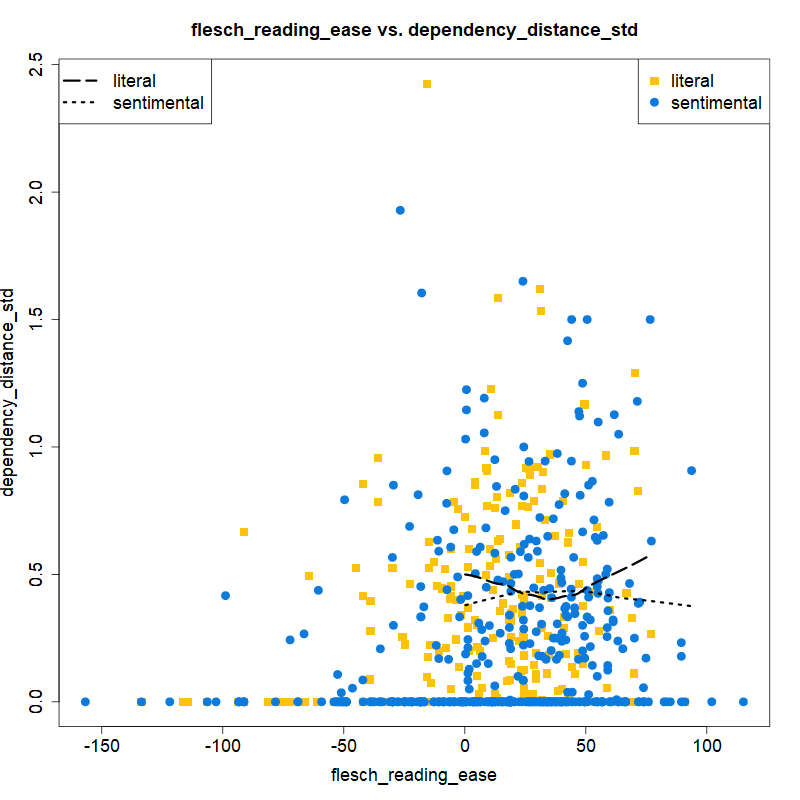 flesch_reading_ease vs. dependency_distance_std
literal
sentimental
literal
sentimental
dependency_distance_std
2.5
2.0
1.5
1.0
0.5
0.0
-150 -100 -50 0 50 100
flesch_reading_ease